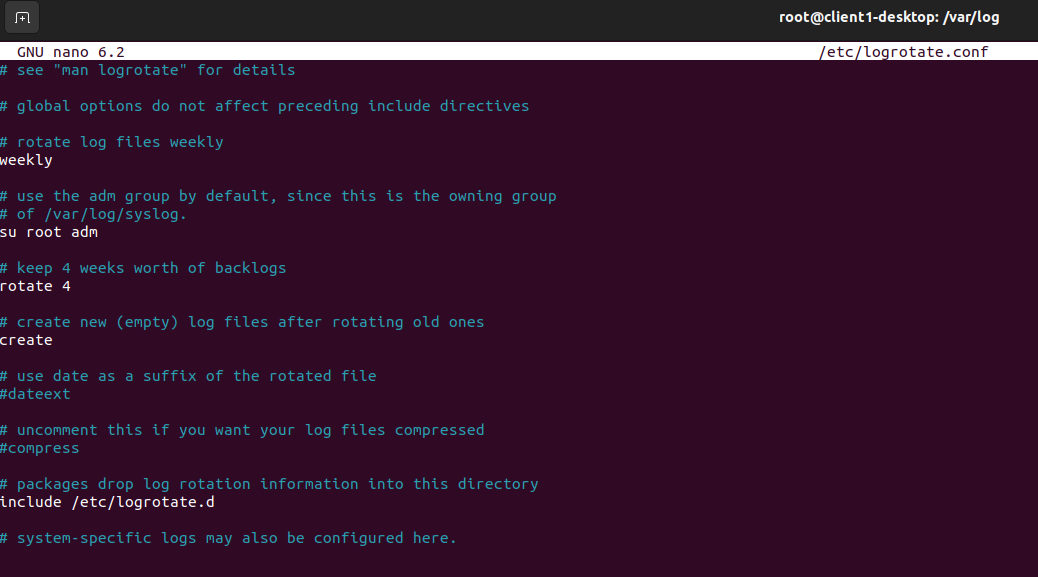 root@client1-desktop: /var/log
GNU nano 6.2 /etc/logrotate.conf
# see "man logrotate" for details
# global options do not affect preceding include directives
# rotate log files weekly
weekly
# use the adm group by default, since this is the owning group
# of /var/log/syslog.
su root adm
# keep 4 weeks worth of backlogs
rotate 4
# create new (empty) log files after rotating old ones
create
# use date as a suffix of the rotated file
#dateext
# uncomment this if you want your log files compressed
#compress
# packages drop log rotation information into this directory
include /etc/logrotate.d
# system-specific logs may also be configured here.